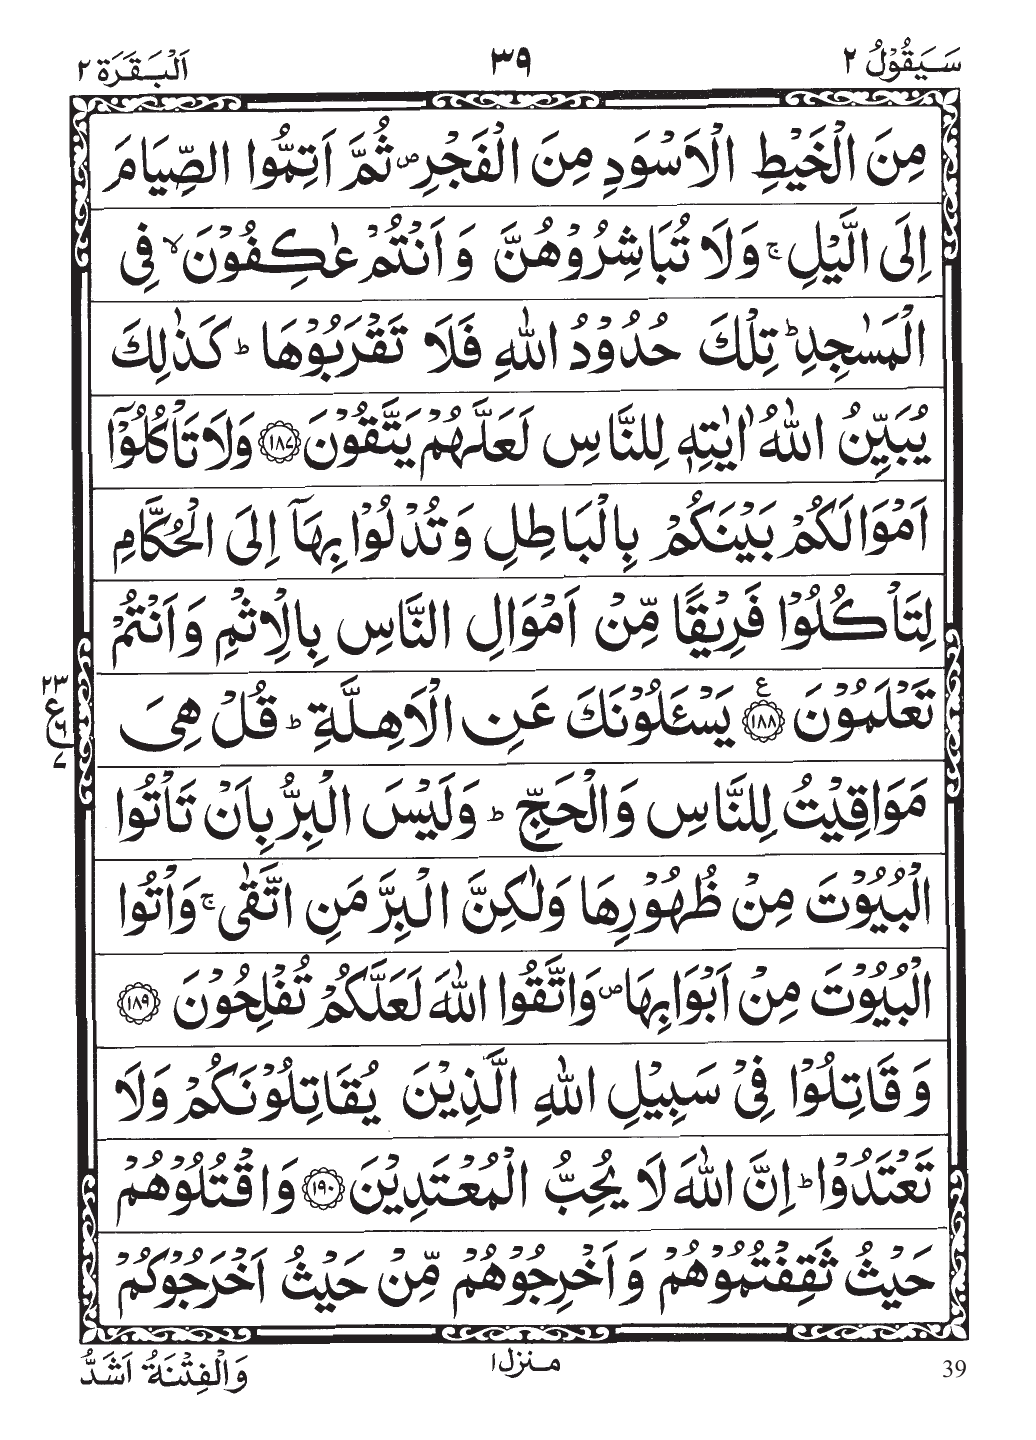 سَيَقُوْلُ ٢
٣٩
اَلْبَقَرَة ٢
مِنَ الْخَيْطِ الْاَسْوَدِ مِنَ الْفَجْرِ ص ثُمَّ اَتِمُّوا الصِّيَامَ
اِلَى الَّيْلِ ج وَلَا تُبَاشِرُوْهُنَّ وَاَنْتُمْ عٰكِفُوْنَ لا فِى
الْمَسٰجِدِ ط تِلْكَ حُدُوْدُ اللّٰهِ فَلَا تَقْرَبُوْهَا ط كَذٰلِكَ
يُبَيِّنُ اللّٰهُ اٰيٰتِهٖ لِلنَّاسِ لَعَلَّهُمْ يَتَّقُوْنَ ١٨٧ وَلَا تَاْكُلُوْٓا
اَمْوَالَكُمْ بَيْنَكُمْ بِالْبَاطِلِ وَتُدْلُوْا بِهَآ اِلَى الْحُكَّامِ
لِتَاْكُلُوْا فَرِيْقًا مِّنْ اَمْوَالِ النَّاسِ بِالْاِثْمِ وَاَنْتُمْ
تَعْلَمُوْنَ ١٨٨ ع يَسْـَٔلُوْنَكَ عَنِ الْاَهِلَّةِ ط قُلْ هِىَ
٢٣
ع
٦
٧
مَوَاقِيْتُ لِلنَّاسِ وَالْحَجِّ ط وَلَيْسَ الْبِرُّ بِاَنْ تَاْتُوا
الْبُيُوْتَ مِنْ ظُهُوْرِهَا وَلٰكِنَّ الْبِرَّ مَنِ اتَّقٰى ج وَاْتُوا
الْبُيُوْتَ مِنْ اَبْوَابِهَا ص وَاتَّقُوا اللّٰهَ لَعَلَّكُمْ تُفْلِحُوْنَ ١٨٩
وَقَاتِلُوْا فِىْ سَبِيْلِ اللّٰهِ الَّذِيْنَ يُقَاتِلُوْنَكُمْ وَلَا
تَعْتَدُوْا ط اِنَّ اللّٰهَ لَا يُحِبُّ الْمُعْتَدِيْنَ ١٩٠ وَاقْتُلُوْهُمْ
حَيْثُ ثَقِفْتُمُوْهُمْ وَاَخْرِجُوْهُمْ مِّنْ حَيْثُ اَخْرَجُوْكُمْ
39
منزل ١
وَالْفِتْنَةُ اَشَدُّ